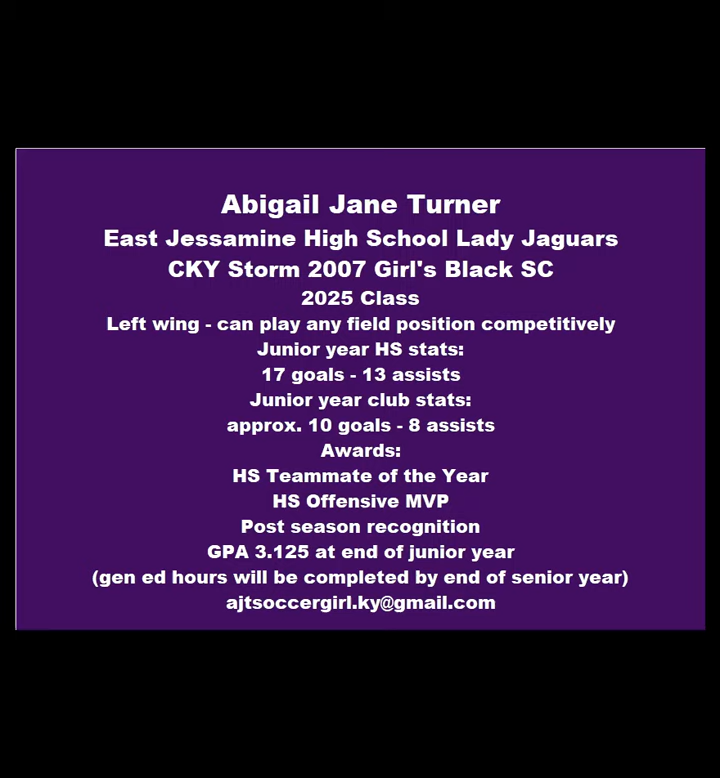 Abigail Jane Turner
East Jessamine High School Lady Jaguars
CKY Storm 2007 Girl's Black SC
2025 Class
Left wing - can play any field position competitively
Junior year HS stats:
17 goals - 13 assists
Junior year club stats:
approx. 10 goals - 8 assists
Awards:
HS Teammate of the Year
HS Offensive MVP
Post season recognition
GPA 3.125 at end of junior year
(gen ed hours will be completed by end of senior year)
ajtsoccergirl.ky@gmail.com